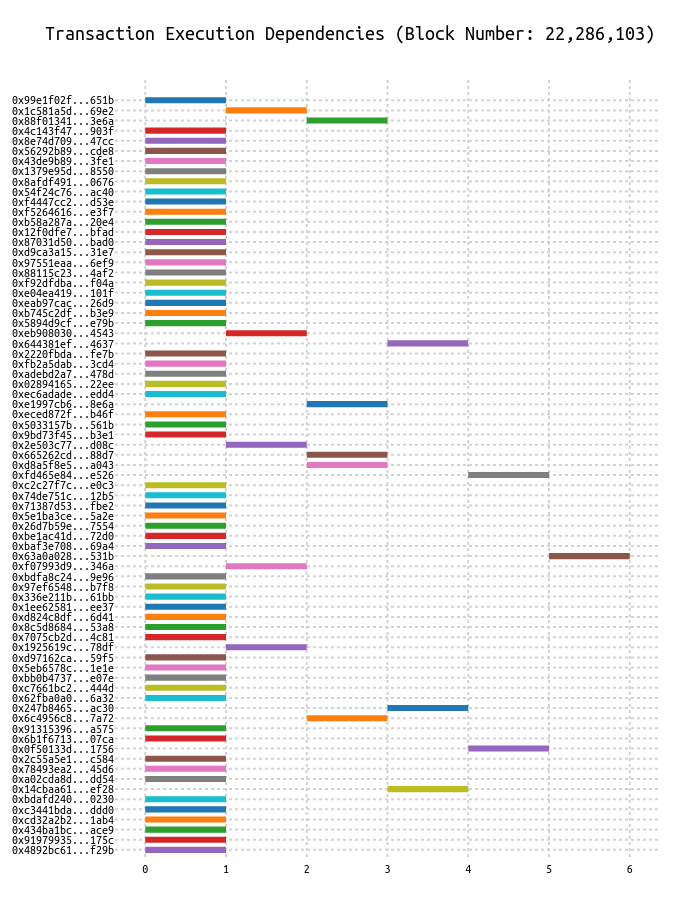 Transaction Execution Dependencies (Block Number: 22,286,103)
0x99e1f02f...651b
0x1c581a5d...69e2
0x88f01341...3e6a
0x4c143f47...903f
0x8e74d709...47cc
0x56292b89...cde8
0x43de9b89...3fe1
0x1379e95d...8550
0x8afdf491...0676
0x54f24c76...ac40
0xf4447cc2...d53e
0xf5264616...e3f7
0xb58a287a...20e4
0x12f0dfe7...bfad
0x87031d50...bad0
0xd9ca3a15...31e7
0x97551eaa...6ef9
0x88115c23...4af2
0xf92dfdba...f04a
0xe04ea419...101f
0xeab97cac...26d9
0xb745c2df...b3e9
0x5894d9cf...e79b
0xeb908030...4543
0x644381ef...4637
0x2220fbda...fe7b
0xfb2a5dab...3cd4
0xadebd2a7...478d
0x02894165...22ee
0xec6adade...edd4
0xe1997cb6...8e6a
0xeced872f...b46f
0x5033157b...561b
0x9bd73f45...b3e1
0x2e503c77...d08c
0x665262cd...88d7
0xd8a5f8e5...a043
0xfd465e84...e526
0xc2c27f7c...e0c3
0x74de751c...12b5
0x71387d53...fbe2
0x5e1ba3ce...5a2e
0x26d7b59e...7554
0xbe1ac41d...72d0
0xbaf3e708...69a4
0x63a0a028...531b
0xf07993d9...346a
0xbdfa8c24...9e96
0x97ef6548...b7f8
0x336e211b...61bb
0x1ee62581...ee37
0xd824c8df...6d41
0x8c5d8684...53a8
0x7075cb2d...4c81
0x1925619c...78df
0xd97162ca...59f5
0x5eb6578c...1e1e
0xbb0b4737...e07e
0xc7661bc2...444d
0x62fba0a0...6a32
0x247b8465...ac30
0x6c4956c8...7a72
0x91315396...a575
0x6b1f6713...07ca
0x0f50133d...1756
0x2c55a5e1...c584
0x78493ea2...45d6
0xa02cda8d...dd54
0x14cbaa61...ef28
0xbdafd240...0230
0xc3441bda...ddd0
0xcd32a2b2...1ab4
0x434ba1bc...ace9
0x91979935...175c
0x4892bc61...f29b
0 1 2 3 4 5 6